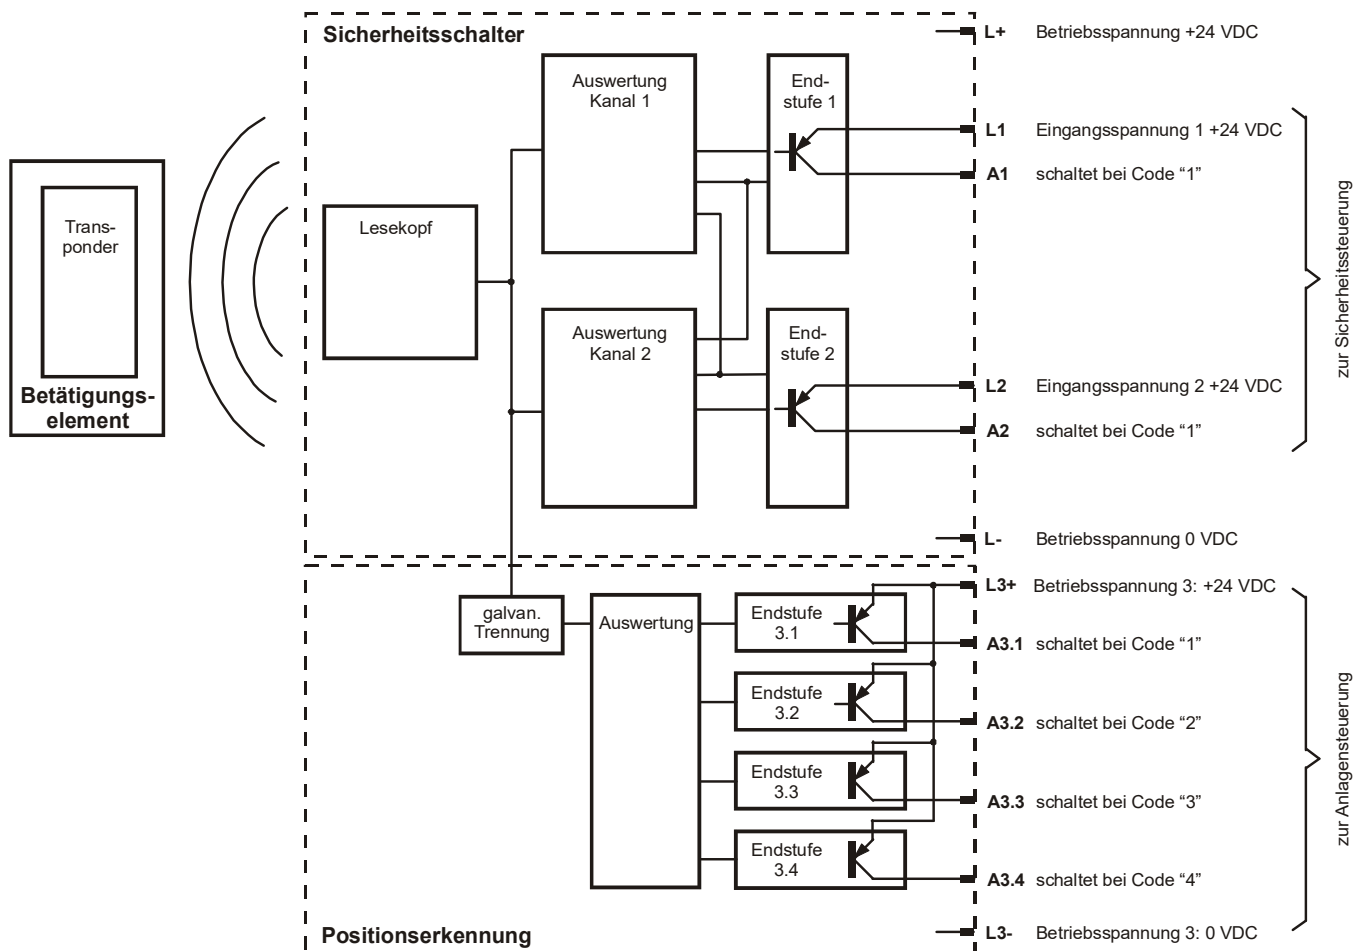 Sicherheitsschalter
L+ Betriebsspannung +24 VDC
Auswertung
Kanal 1
End-
stufe 1
L1 Eingangsspannung 1 +24 VDC
A1 schaltet bei Code “1”
Trans-
ponder
Betätigungs-
element
Lesekopf
Auswertung
Kanal 2
End-
stufe 2
L2 Eingangsspannung 2 +24 VDC
A2 schaltet bei Code “1”
zur Sicherheitssteuerung
L- Betriebsspannung 0 VDC
L3+ Betriebsspannung 3: +24 VDC
galvan.
Trennung
Auswertung
Endstufe
3.1
A3.1 schaltet bei Code “1”
Endstufe
3.2
A3.2 schaltet bei Code “2”
Endstufe
3.3
A3.3 schaltet bei Code “3”
Endstufe
3.4
A3.4 schaltet bei Code “4”
zur Anlagensteuerung
L3- Betriebsspannung 3: 0 VDC
Positionserkennung